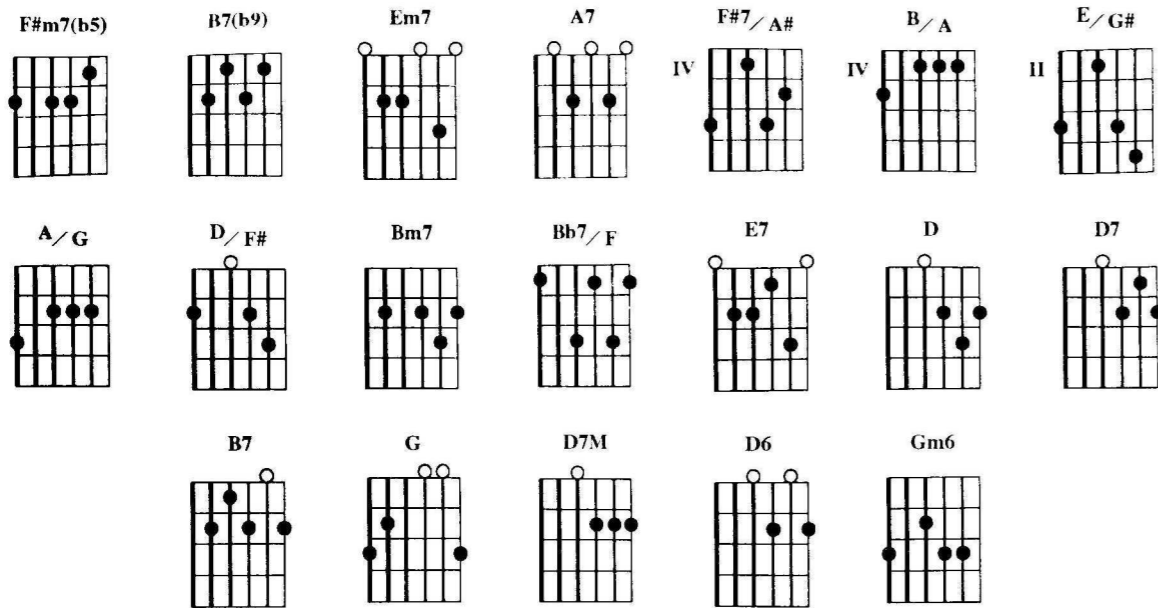 F#m7(b5) B7(b9) Em7 A7 F#7/A# B/A E/G#
IV IV II
A/G D/F# Bm7 Bb7/F E7 D D7
B7 G D7M D6 Gm6